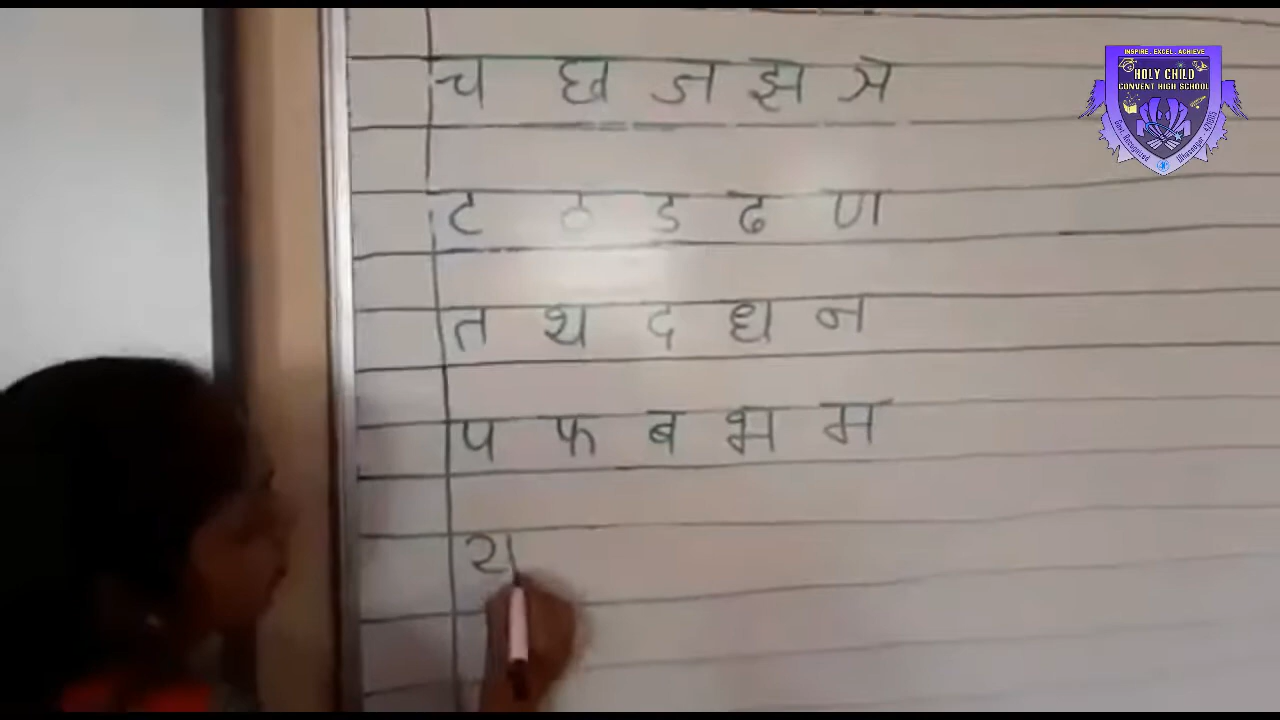 INSPIRE. EXCEL. ACHIEVE.
HOLY CHILD
CONVENT HIGH SCHOOL
च छ ज झ ञ
ट ठ ड ढ ण
त थ द ध न
प फ ब भ म
य